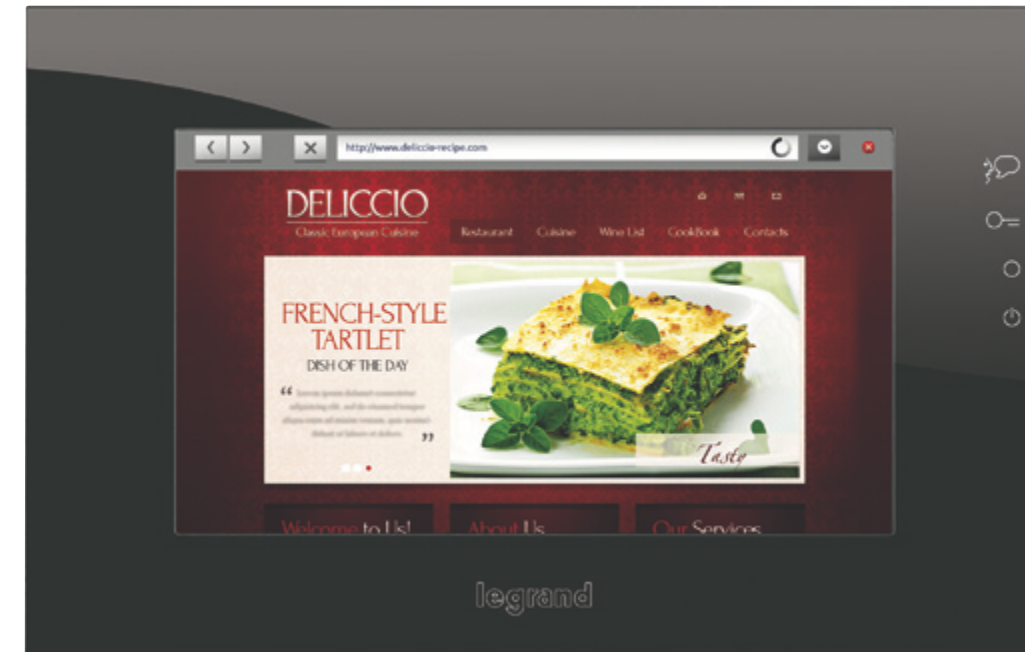 http://www.deliccio-recipe.com
DELICCIO
Classic European Cuisine
Restaurant Cuisine Wine List CookBook Contacts
FRENCH-STYLE
TARTLET
DISH OF THE DAY
Tasty
Welcome to Us!
About Us
Our Services
legrand